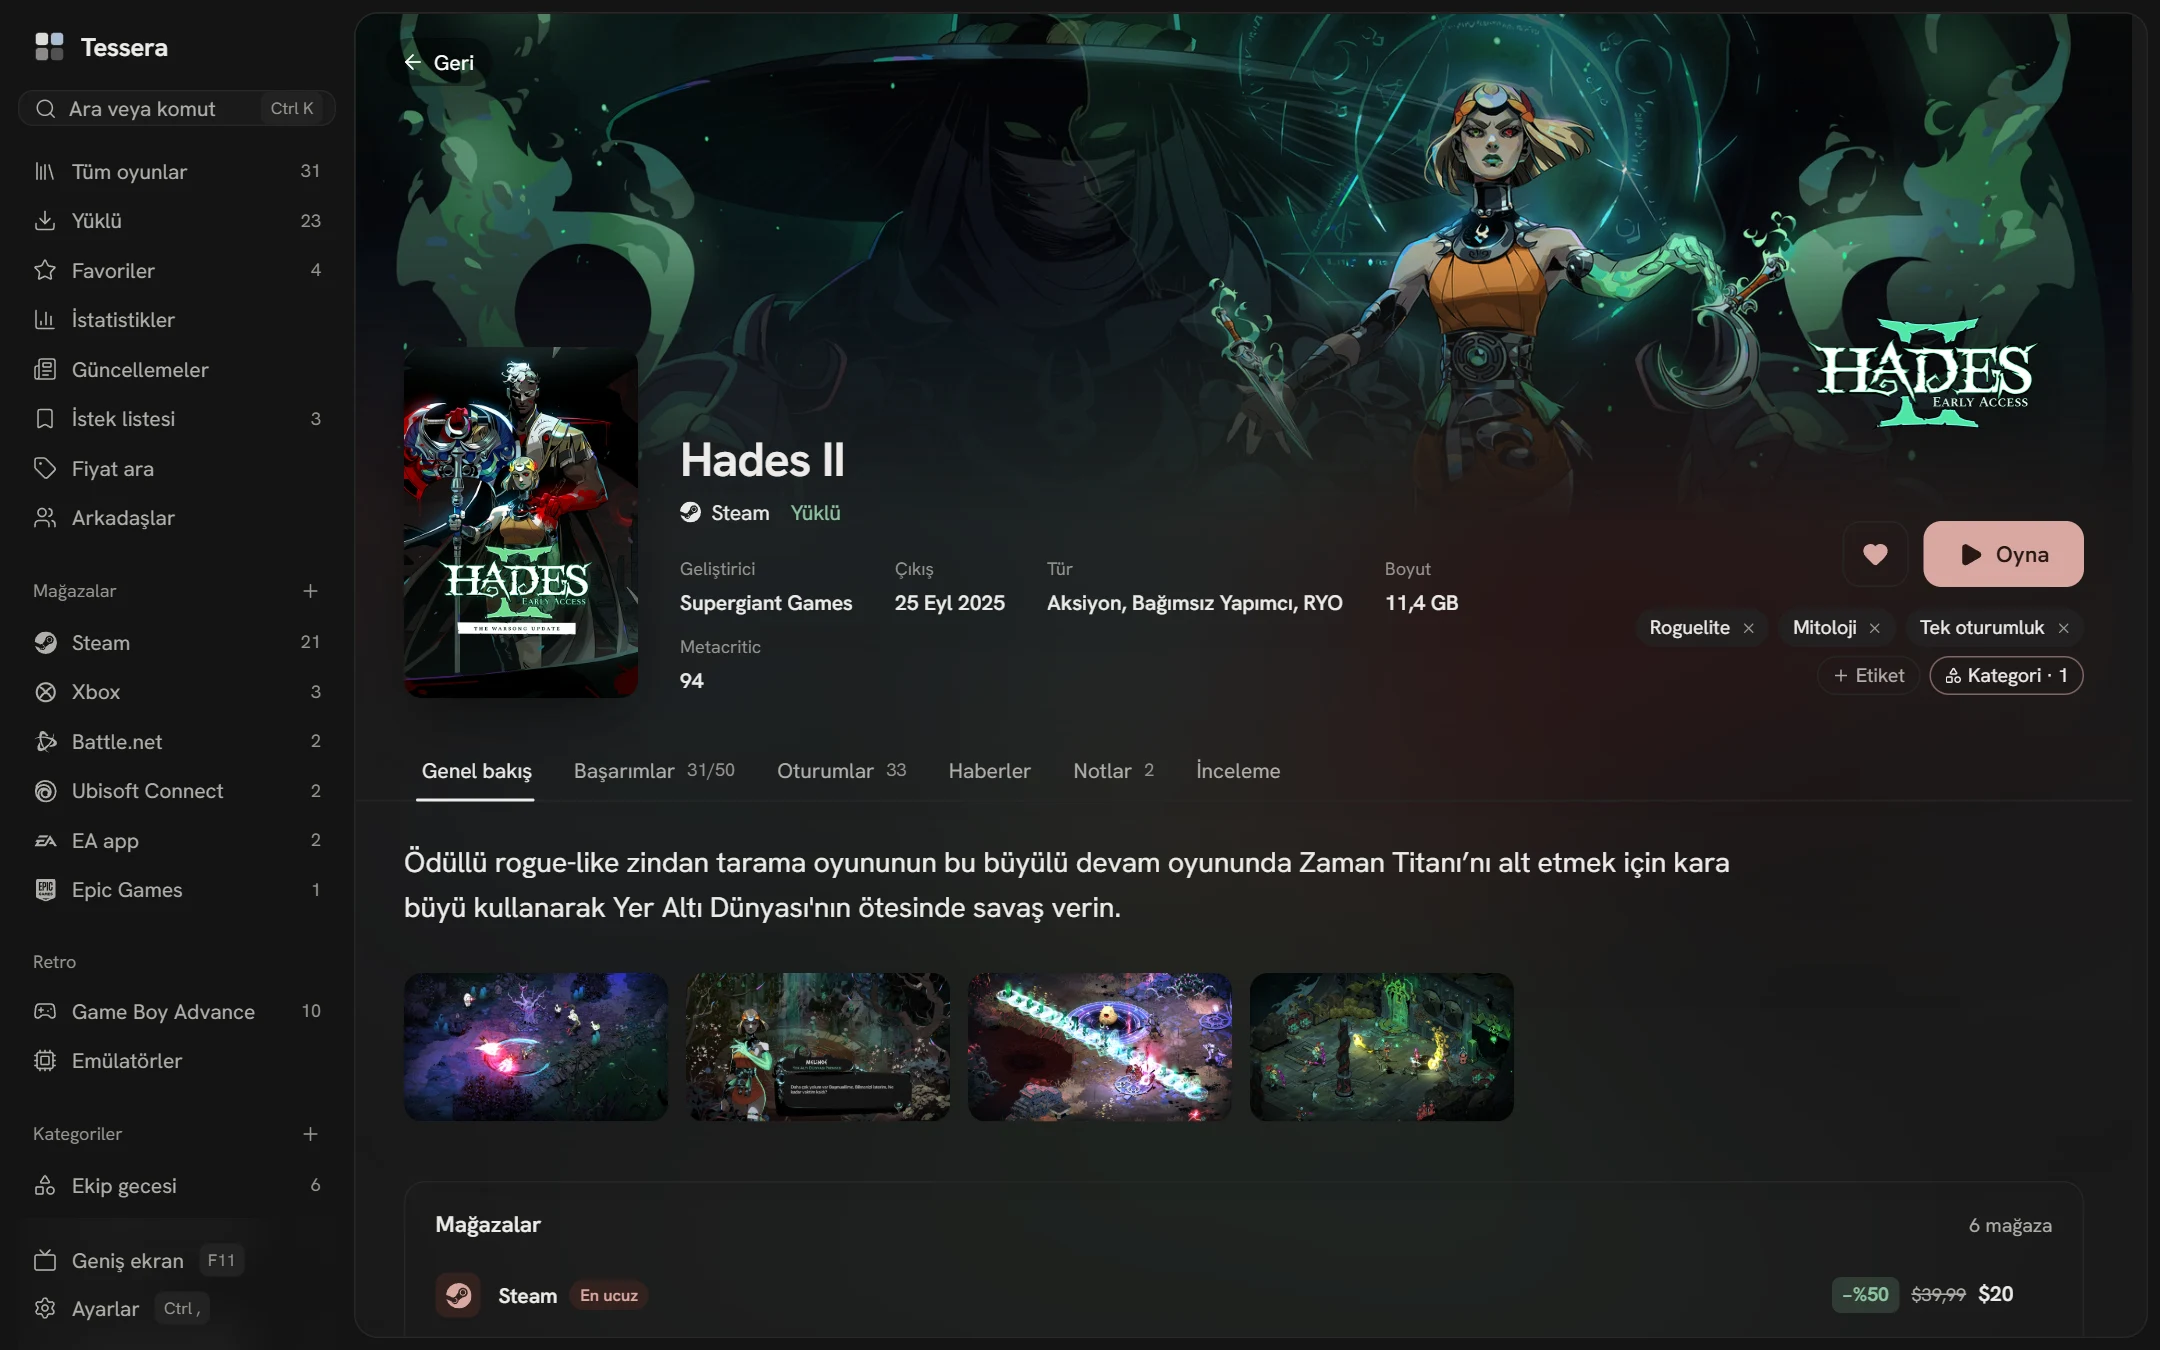 Tessera
Ara veya komut
Ctrl K
Tüm oyunlar 31
Yüklü 23
Favoriler 4
İstatistikler
Güncellemeler
İstek listesi 3
Fiyat ara
Arkadaşlar
Mağazalar
Steam 21
Xbox 3
Battle.net 2
Ubisoft Connect 2
EA app 2
Epic Games 1
Retro
Game Boy Advance 10
Emülatörler
Kategoriler
Ekip gecesi 6
Geniş ekran F11
Ayarlar Ctrl ,
Geri
HADES
II
EARLY ACCESS
HADES
II
EARLY ACCESS
THE WARSONG UPDATE
Hades II
Steam Yüklü
Geliştirici
Supergiant Games
Çıkış
25 Eyl 2025
Tür
Aksiyon, Bağımsız Yapımcı, RYO
Boyut
11,4 GB
Metacritic
94
Oyna
Roguelite × Mitoloji × Tek oturumluk ×
+ Etiket Kategori · 1
Genel bakış Başarımlar 31/50 Oturumlar 33 Haberler Notlar 2 İnceleme
Ödüllü rogue-like zindan tarama oyununun bu büyülü devam oyununda Zaman Titanı’nı alt etmek için kara
büyü kullanarak Yer Altı Dünyası'nın ötesinde savaş verin.
Mağazalar 6 mağaza
Steam En ucuz -%50 $39,99 $20